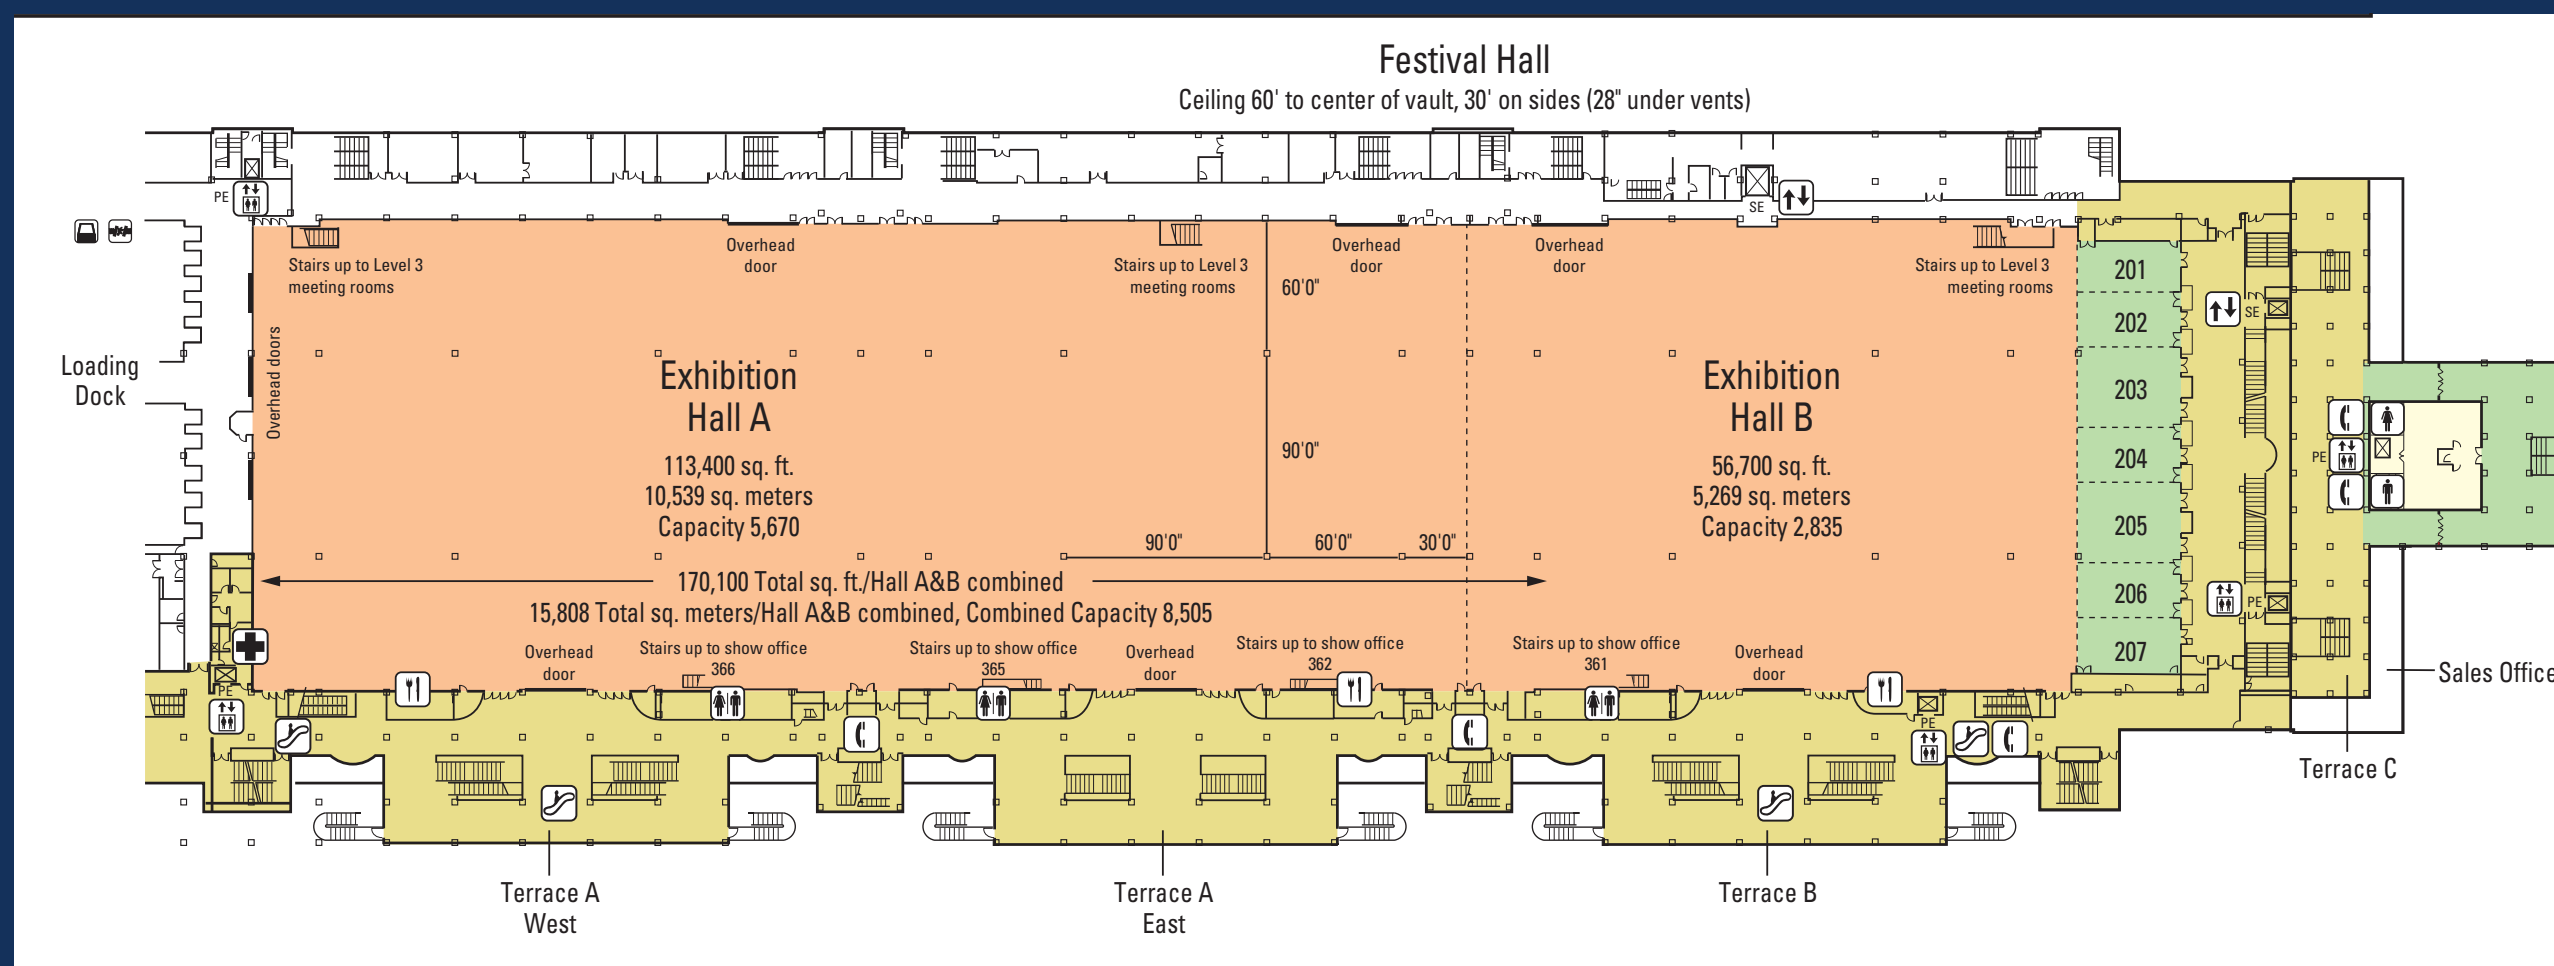 Festival Hall
Ceiling 60' to center of vault, 30' on sides (28" under vents)
PE
SE
Overhead
door
Overhead
door
Overhead
door
Stairs up to Level 3
meeting rooms
Stairs up to Level 3
meeting rooms
Stairs up to Level 3
meeting rooms
60'0"
201
202
203
204
205
206
207
SE
Loading
Dock
Overhead doors
Exhibition
Hall A
113,400 sq. ft.
10,539 sq. meters
Capacity 5,670
90'0"
Exhibition
Hall B
56,700 sq. ft.
5,269 sq. meters
Capacity 2,835
PE
90'0"
60'0"
30'0"
170,100 Total sq. ft./Hall A&B combined
15,808 Total sq. meters/Hall A&B combined, Combined Capacity 8,505
PE
Overhead
door
Stairs up to show office
366
Stairs up to show office
365
Overhead
door
Stairs up to show office
362
Stairs up to show office
361
Overhead
door
Sales Office
PE
PE
Terrace C
Terrace A
West
Terrace A
East
Terrace B